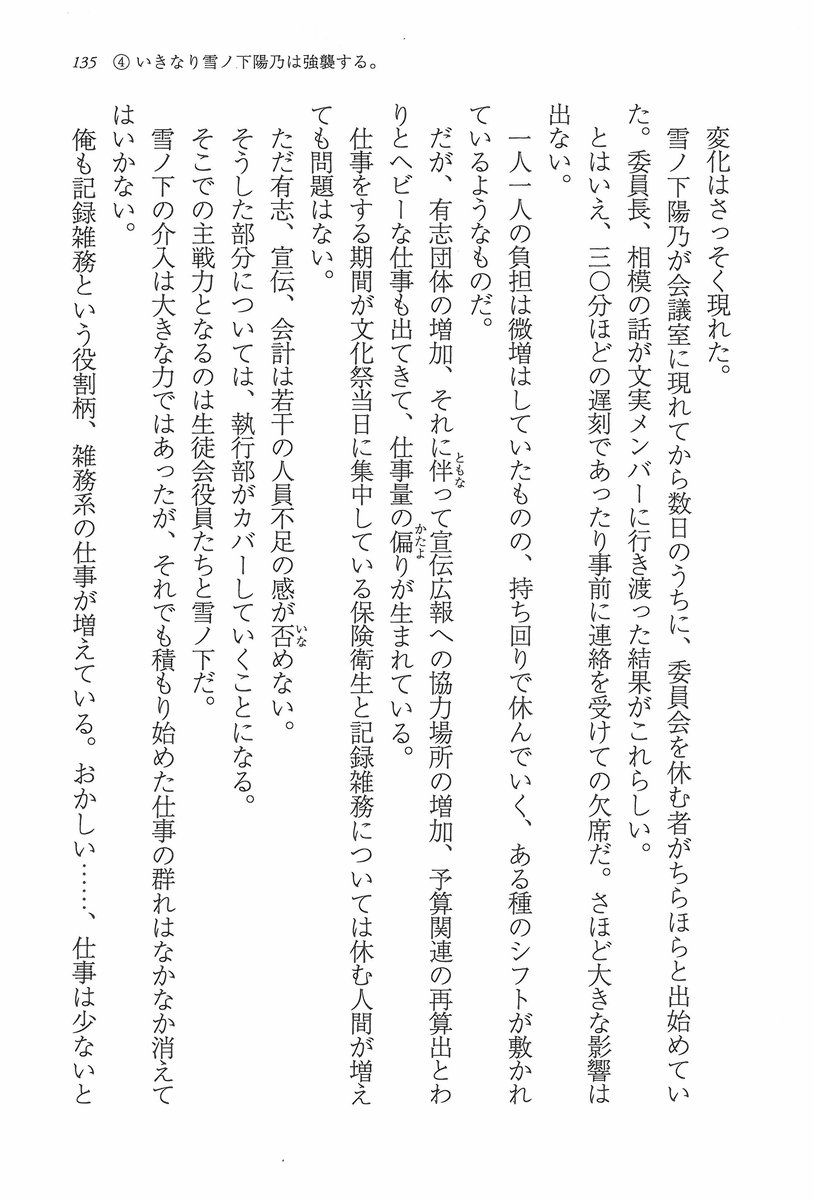 135 ④ いきなり雪ノ下陽乃は強襲する。
変化はさっそく現れた。
雪ノ下陽乃が会議室に現れてから数日のうちに、委員会を休む者がちらほらと出始めてい
た。委員長、相模の話が文実メンバーに行き渡った結果がこれらしい。
とはいえ、三〇分ほどの遅刻であったり事前に連絡を受けての欠席だ。さほど大きな影響は
出ない。
一人一人の負担は微増はしていたものの、持ち回りで休んでいく、ある種のシフトが敷かれ
ているようなものだ。
だが、有志団体の増加、それに伴って宣伝広報への協力場所の増加、予算関連の再算出とわ
ともな
りとヘビーな仕事も出てきて、仕事量の偏りが生まれている。
かたよ
仕事をする期間が文化祭当日に集中している保険衛生と記録雑務については休む人間が増え
ても問題はない。
ただ有志、宣伝、会計は若干の人員不足の感が否めない。
いな
そうした部分については、執行部がカバーしていくことになる。
そこでの主戦力となるのは生徒会役員たちと雪ノ下だ。
雪ノ下の介入は大きな力ではあったが、それでも積もり始めた仕事の群れはなかなか消えて
はいかない。
俺も記録雑務という役割柄、雑務系の仕事が増えている。おかしい……、仕事は少ないと